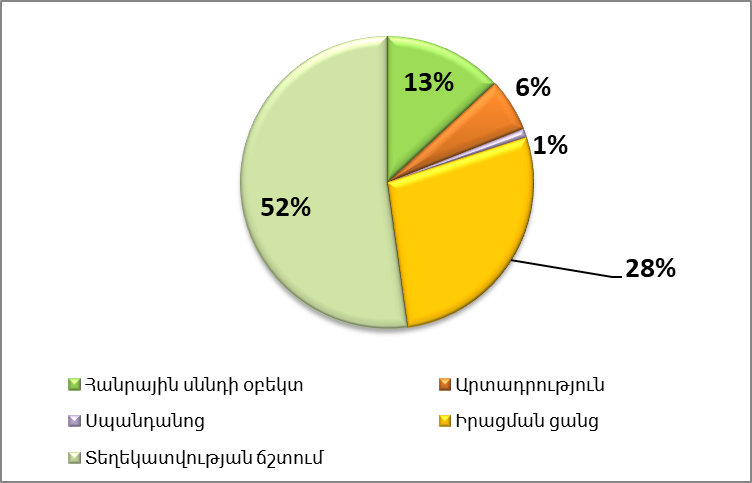 13%
6%
1%
52%
28%
Հանրային սննդի օբեկտ
Արտադրություն
Սպանդանոց
Իրացման ցանց
Տեղեկատվության ճշտում